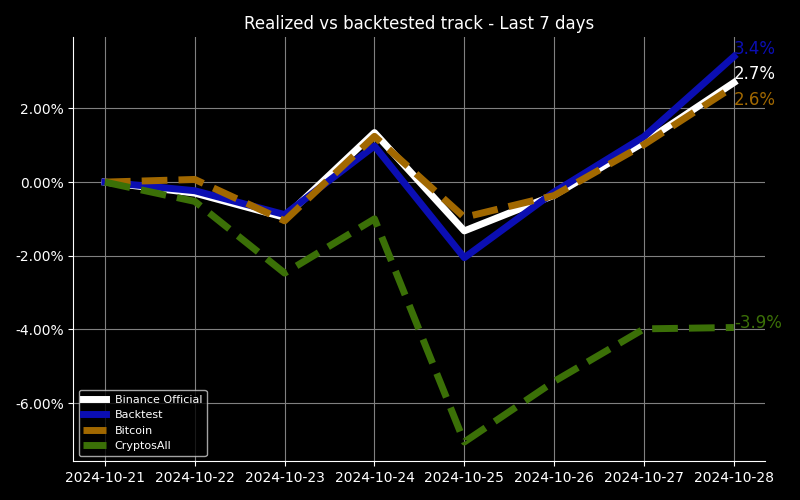 Realized vs backtested track - Last 7 days
3.4%
2.7%
2.6%
2.00%
0.00%
-2.00%
-4.00%
-6.00%
-3.9%
Binance Official
Backtest
Bitcoin
CryptosAll
2024-10-21 2024-10-22 2024-10-23 2024-10-24 2024-10-25 2024-10-26 2024-10-27 2024-10-28